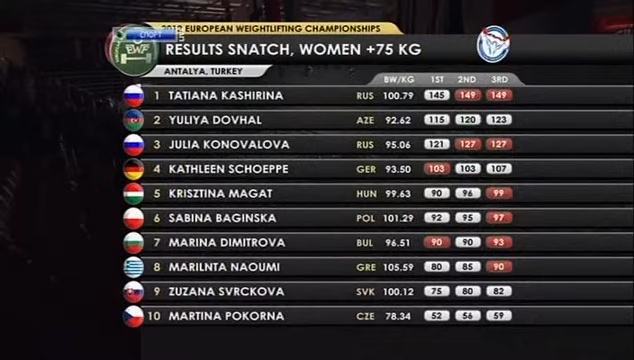 2012 EUROPEAN WEIGHTLIFTING CHAMPIONSHIPS
СПОРТ
EWF
RESULTS SNATCH, WOMEN +75 KG
ANTALYA, TURKEY
BW/KG 1ST 2ND 3RD
1 TATIANA KASHIRINA RUS 100.79 145 149 149
2 YULIYA DOVHAL AZE 92.62 115 120 123
3 JULIA KONOVALOVA RUS 95.06 121 127 127
4 KATHLEEN SCHOEPPE GER 93.50 103 103 107
5 KRISZTINA MAGAT HUN 99.63 90 96 99
6 SABINA BAGINSKA POL 101.29 92 95 97
7 MARINA DIMITROVA BUL 96.51 90 90 93
8 MARILNTA NAOUMI GRE 105.59 80 85 90
9 ZUZANA SVRCKOVA SVK 100.12 75 80 82
10 MARTINA POKORNA CZE 78.34 52 56 59